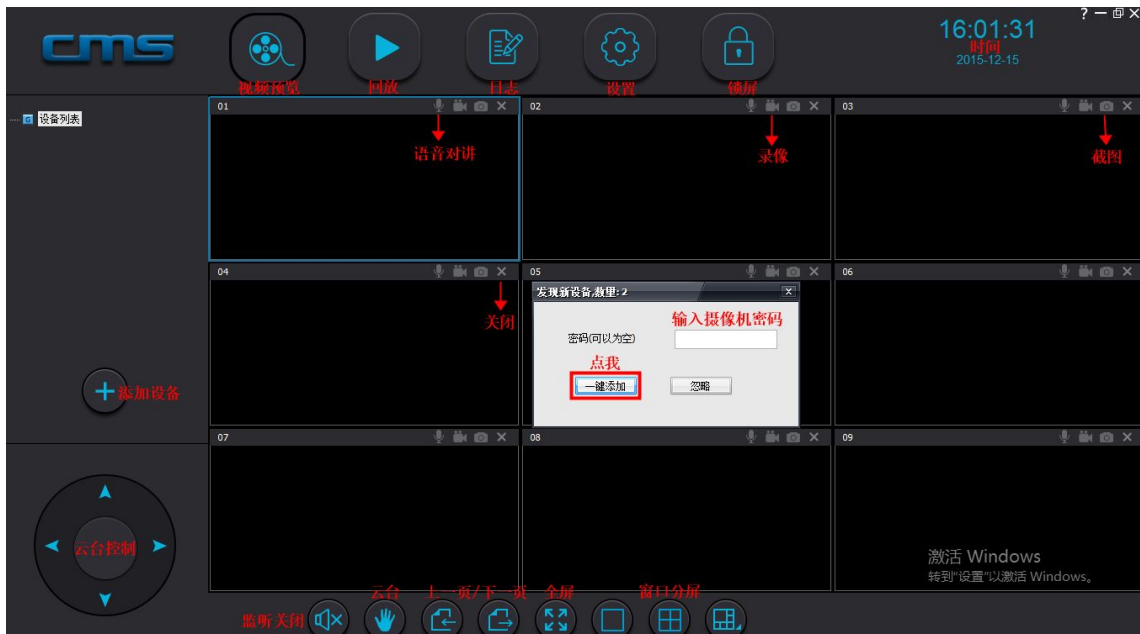 ? 
cms
16:01:31
时间
2015-12-15
视频预览
回放
日志
设置
锁屏
设备列表
01
02
03
语音对讲
录像
截图
04
05
06
关闭
发现新设备,数里: 2
输入摄像机密码
密码(可以为空)
点我
一键添加
忽略
添加设备
07
08
09
云台控制
激活 Windows
转到"设置"以激活 Windows。
云台
上一页/下一页
全屏
窗口分屏
监听关闭